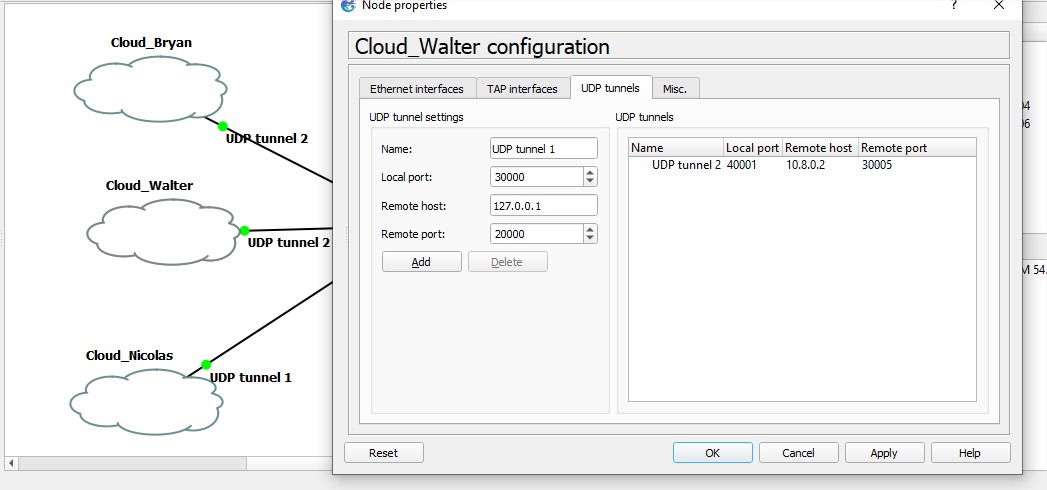 Node properties
?
Cloud_Walter configuration
Ethernet interfaces
TAP interfaces
UDP tunnels
Misc.
UDP tunnel settings
Name: UDP tunnel 1
Local port: 30000
Remote host: 127.0.0.1
Remote port: 20000
Add
Delete
UDP tunnels
Name Local port Remote host Remote port
UDP tunnel 2 40001 10.8.0.2 30005
Reset
OK
Cancel
Apply
Help
Cloud_Bryan
UDP tunnel 2
Cloud_Walter
UDP tunnel 2
Cloud_Nicolas
UDP tunnel 1
04
06
M 54.